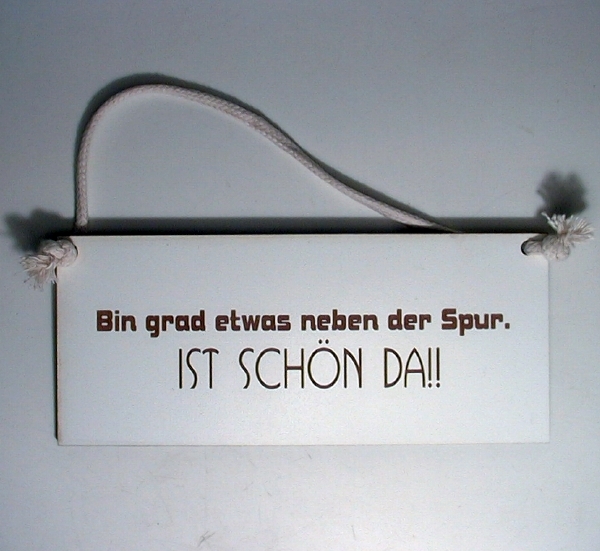 Bin grad etwas neben der Spur.
IST SCHÖN DA!!